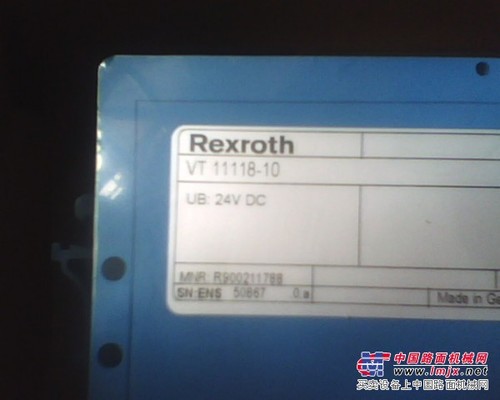 Rexroth
VT 11118-10
UB: 24V DC
MNR: R900211788
SN:ENS 50867 0.a
Made in Ge
中国路面机械网
www.lmjx.net
买卖设备上中国路面机械网